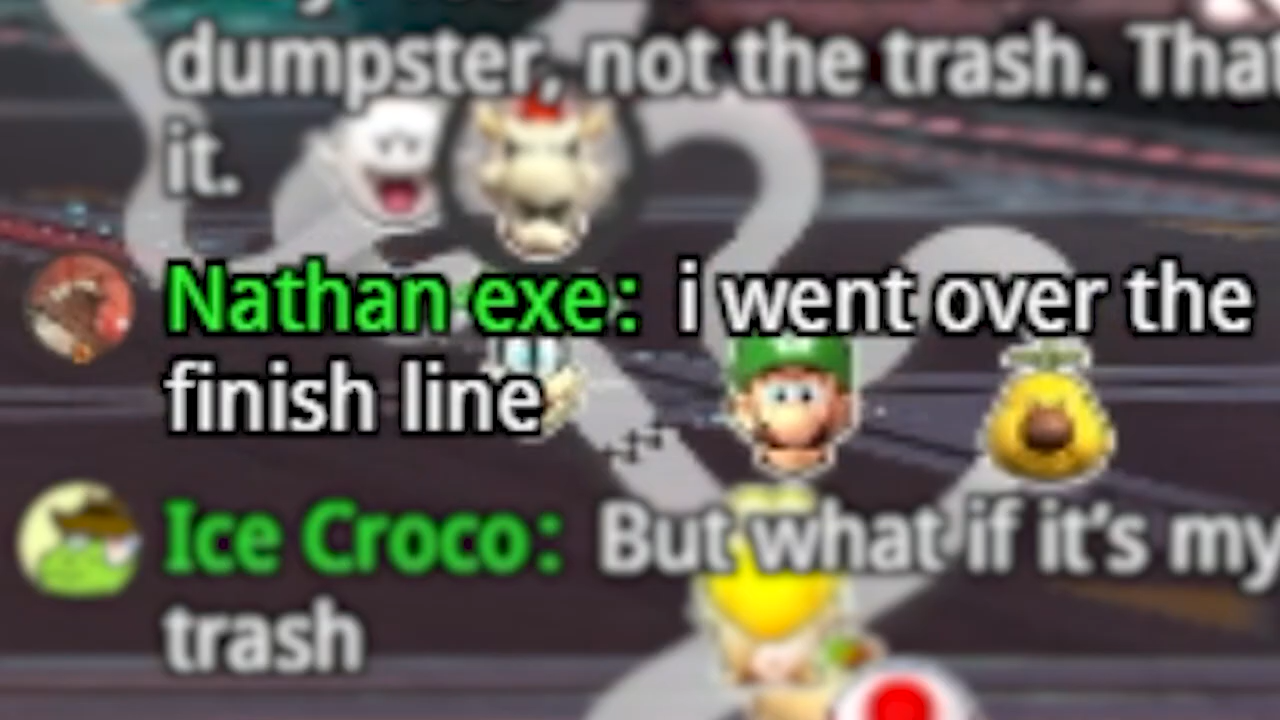 dumpster, not the trash. That
it.
Nathan exe: i went over the
finish line
Ice Croco: But what if it's my
trash